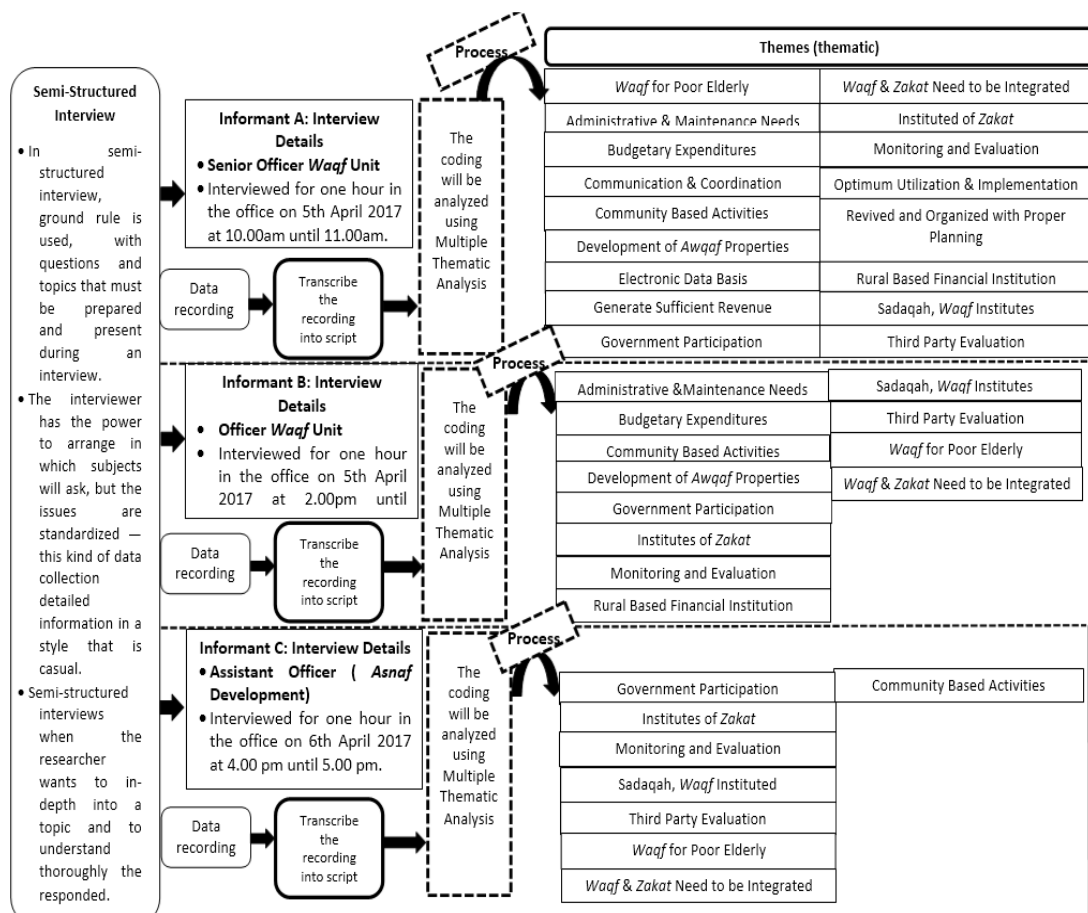 Semi-Structured
Interview
• In semi-
structured
interview,
ground rule is
used, with
questions and
topics that must
be prepared
and present
during an
interview.
• The interviewer
has the power
to arrange in
which subjects
will ask, but the
issues are
standardized —
this kind of data
collection
detailed
information in a
style that is
casual.
• Semi-structured
interviews
when the
researcher
wants to in-
depth into a
topic and to
understand
thoroughly the
responded.
Informant A: Interview
Details
• Senior Officer Waqf Unit
• Interviewed for one hour in
the office on 5th April 2017
at 10.00am until 11.00am.
Data
recording
Transcribe
the
recording
into script
The
coding
will be
analyzed
using
Multiple
Thematic
Analysis
Process
Themes (thematic)
Waqf for Poor Elderly
Administrative & Maintenance Needs
Budgetary Expenditures
Communication & Coordination
Community Based Activities
Development of Awqaf Properties
Electronic Data Basis
Generate Sufficient Revenue
Government Participation
Waqf & Zakat Need to be Integrated
Instituted of Zakat
Monitoring and Evaluation
Optimum Utilization & Implementation
Revived and Organized with Proper
Planning
Rural Based Financial Institution
Sadaqah, Waqf Institutes
Third Party Evaluation
Informant B: Interview
Details
• Officer Waqf Unit
• Interviewed for one hour
in the office on 5th April
2017 at 2.00pm until
Data
recording
Transcribe
the
recording
into script
The
coding
will be
analyzed
using
Multiple
Thematic
Analysis
Process
Administrative &Maintenance Needs
Budgetary Expenditures
Community Based Activities
Development of Awqaf Properties
Government Participation
Institutes of Zakat
Monitoring and Evaluation
Rural Based Financial Institution
Sadaqah, Waqf Institutes
Third Party Evaluation
Waqf for Poor Elderly
Waqf & Zakat Need to be Integrated
Informant C: Interview Details
• Assistant Officer ( Asnaf
Development)
• Interviewed for one hour in
the office on 6th April 2017
at 4.00 pm until 5.00 pm.
Data
recording
Transcribe
the
recording
into script
The
coding
will be
analyzed
using
Multiple
Thematic
Analysis
Process
Government Participation
Institutes of Zakat
Monitoring and Evaluation
Sadaqah, Waqf Instituted
Third Party Evaluation
Waqf for Poor Elderly
Waqf & Zakat Need to be Integrated
Community Based Activities